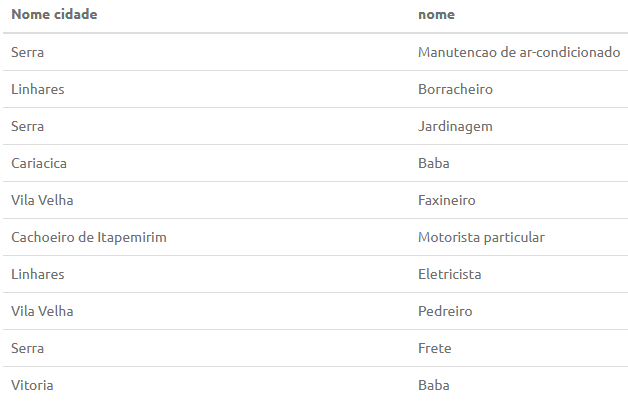 Nome cidade nome
Serra Manutencao de ar-condicionado
Linhares Borracheiro
Serra Jardinagem
Cariacica Baba
Vila Velha Faxineiro
Cachoeiro de Itapemirim Motorista particular
Linhares Eletricista
Vila Velha Pedreiro
Serra Frete
Vitoria Baba